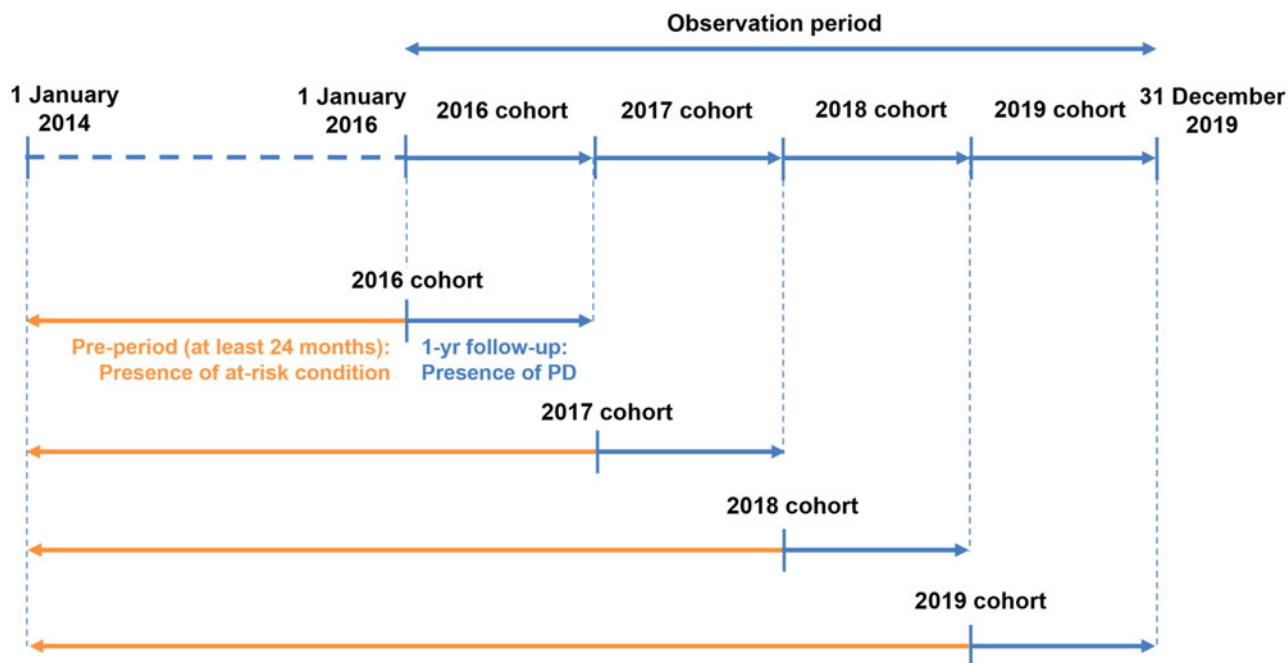 Observation period
1 January
2014
1 January
2016
2016 cohort
2017 cohort
2018 cohort
2019 cohort
31 December
2019
2016 cohort
Pre-period (at least 24 months):
Presence of at-risk condition
1-yr follow-up:
Presence of PD
2017 cohort
2018 cohort
2019 cohort